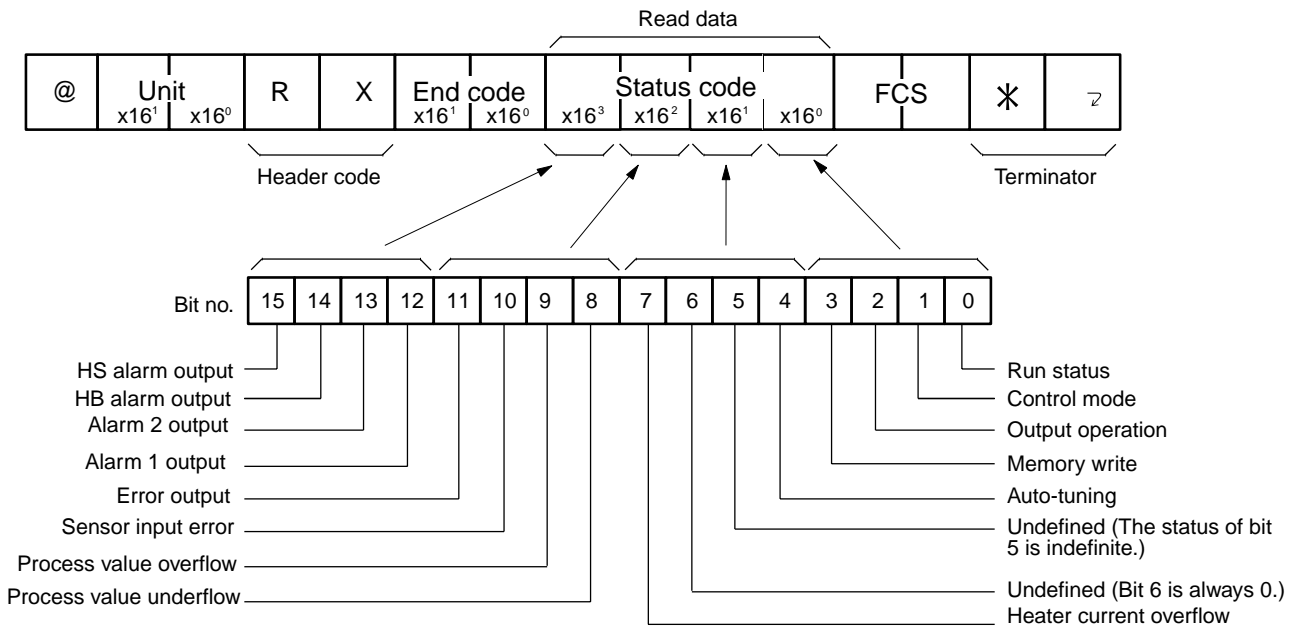 Read data
@ Unit R X End code Status code FCS * ↵
x16¹ x16⁰ x16¹ x16⁰ x16³ x16² x16¹ x16⁰
Header code
Terminator
Bit no. 15 14 13 12 11 10 9 8 7 6 5 4 3 2 1 0
HS alarm output
HB alarm output
Alarm 2 output
Alarm 1 output
Error output
Sensor input error
Process value overflow
Process value underflow
Run status
Control mode
Output operation
Memory write
Auto-tuning
Undefined (The status of bit
5 is indefinite.)
Undefined (Bit 6 is always 0.)
Heater current overflow